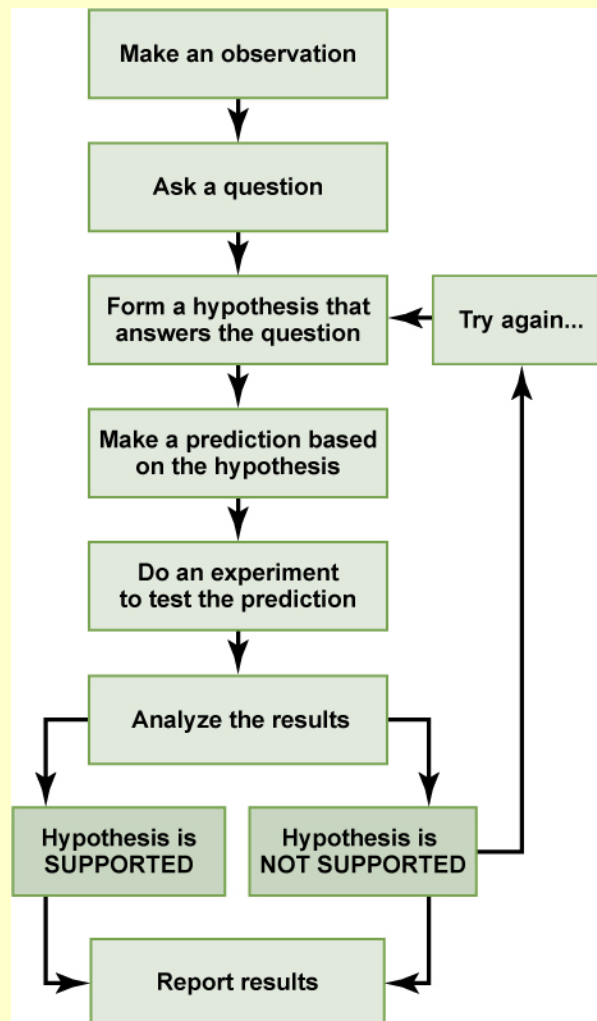 Make an observation
Ask a question
Form a hypothesis that
answers the question
Try again...
Make a prediction based
on the hypothesis
Do an experiment
to test the prediction
Analyze the results
Hypothesis is
SUPPORTED
Hypothesis is
NOT SUPPORTED
Report results